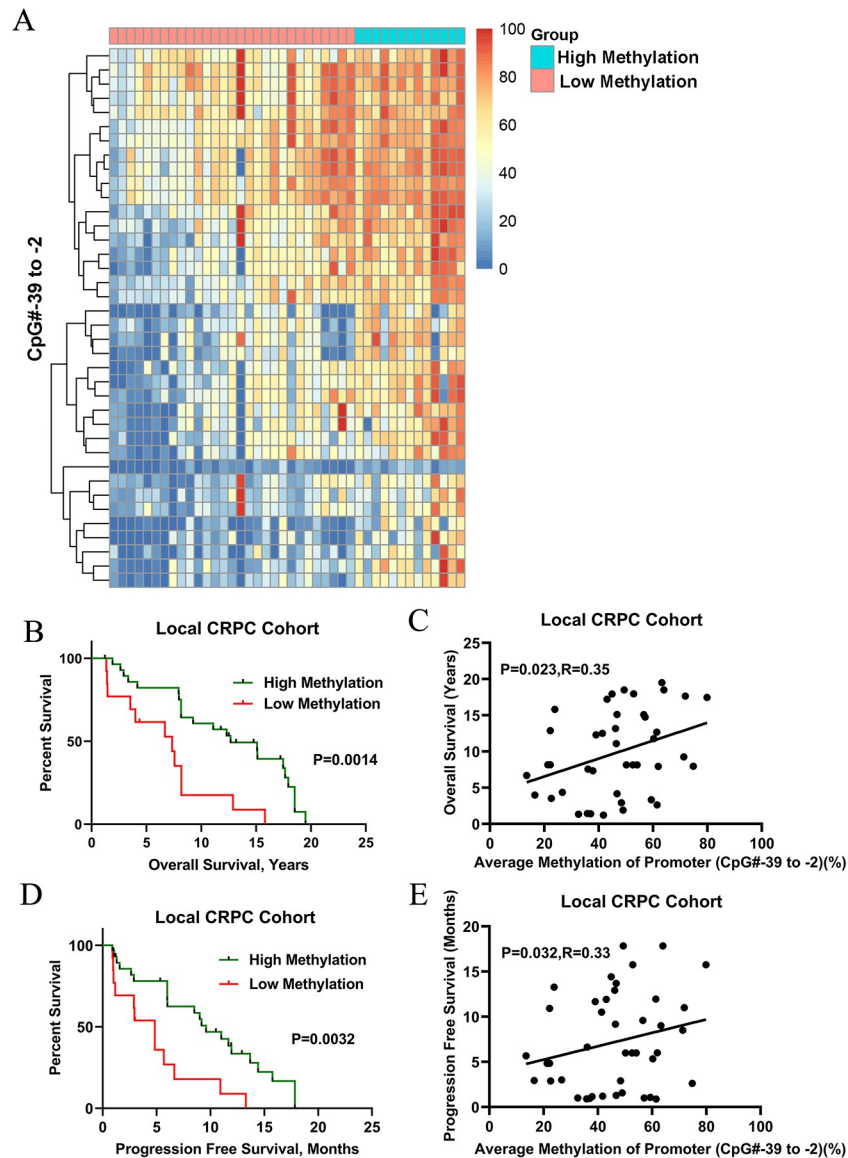 A
Group
High Methylation
Low Methylation
100
80
60
40
20
0
CpG#-39 to -2
B
Local CRPC Cohort
Percent Survival
100
50
0
High Methylation
Low Methylation
P=0.0014
0 5 10 15 20 25
Overall Survival, Years
C
Local CRPC Cohort
Overall Survival (Years)
25
20
15
10
5
0
P=0.023,R=0.35
0 20 40 60 80 100
Average Methylation of Promoter (CpG#-39 to -2)(%)
D
Local CRPC Cohort
Percent Survival
100
50
0
High Methylation
Low Methylation
P=0.0032
0 5 10 15 20 25
Progression Free Survival, Months
E
Local CRPC Cohort
Progression Free Survival (Months)
20
15
10
5
0
P=0.032,R=0.33
0 20 40 60 80 100
Average Methylation of Promoter (CpG#-39 to -2)(%)